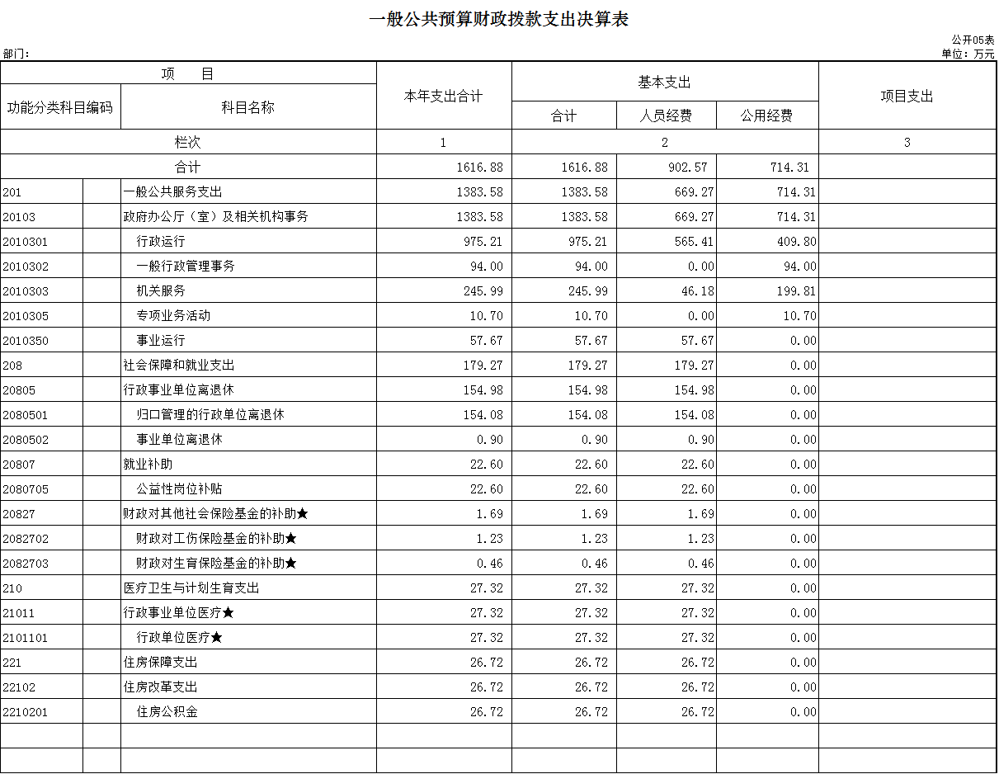 一般公共预算财政拨款支出决算表
公开05表
部门：
单位：万元
项 目 本年支出合计 基本支出 项目支出
功能分类科目编码 科目名称 合计 人员经费 公用经费
栏次 1 2 3
合计 1616.88 1616.88 902.57 714.31
201 一般公共服务支出 1383.58 1383.58 669.27 714.31
20103 政府办公厅（室）及相关机构事务 1383.58 1383.58 669.27 714.31
2010301 行政运行 975.21 975.21 565.41 409.80
2010302 一般行政管理事务 94.00 94.00 0.00 94.00
2010303 机关服务 245.99 245.99 46.18 199.81
2010305 专项业务活动 10.70 10.70 0.00 10.70
2010350 事业运行 57.67 57.67 57.67 0.00
208 社会保障和就业支出 179.27 179.27 179.27 0.00
20805 行政事业单位离退休 154.98 154.98 154.98 0.00
2080501 归口管理的行政单位离退休 154.08 154.08 154.08 0.00
2080502 事业单位离退休 0.90 0.90 0.90 0.00
20807 就业补助 22.60 22.60 22.60 0.00
2080705 公益性岗位补贴 22.60 22.60 22.60 0.00
20827 财政对其他社会保险基金的补助★ 1.69 1.69 1.69 0.00
2082702 财政对工伤保险基金的补助★ 1.23 1.23 1.23 0.00
2082703 财政对生育保险基金的补助★ 0.46 0.46 0.46 0.00
210 医疗卫生与计划生育支出 27.32 27.32 27.32 0.00
21011 行政事业单位医疗★ 27.32 27.32 27.32 0.00
2101101 行政单位医疗★ 27.32 27.32 27.32 0.00
221 住房保障支出 26.72 26.72 26.72 0.00
22102 住房改革支出 26.72 26.72 26.72 0.00
2210201 住房公积金 26.72 26.72 26.72 0.00